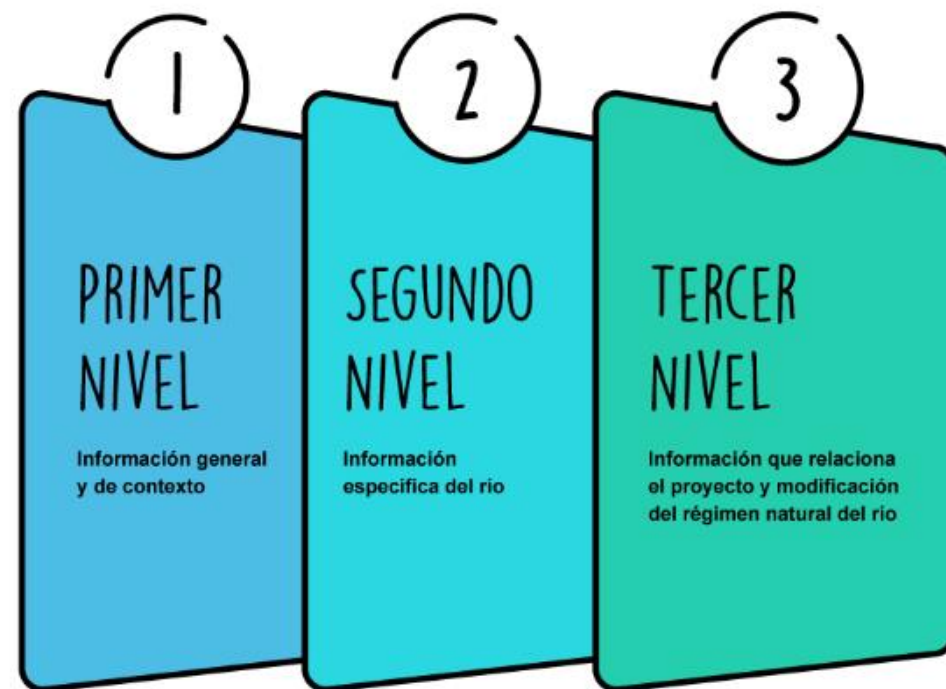 1
PRIMER
NIVEL
Información general
y de contexto
2
SEGUNDO
NIVEL
Información
especifica del rio
3
TERCER
NIVEL
Información que relaciona
el proyecto y modificación
del régimen natural del rio